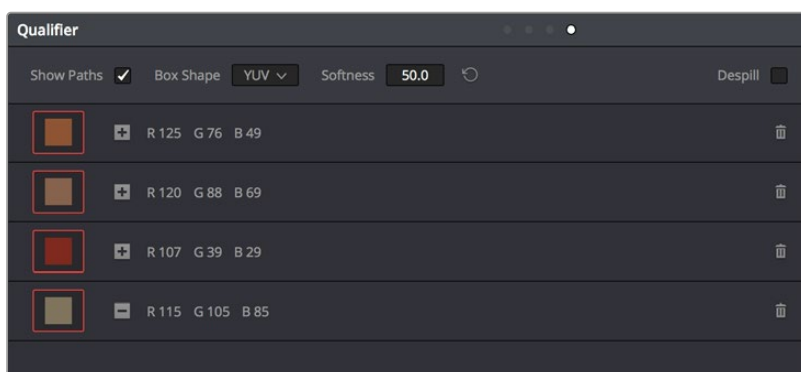 Qualifier
Show Paths Box Shape YUV Softness 50.0 Despill
R 125 G 76 B 49
R 120 G 88 B 69
R 107 G 39 B 29
R 115 G 105 B 85